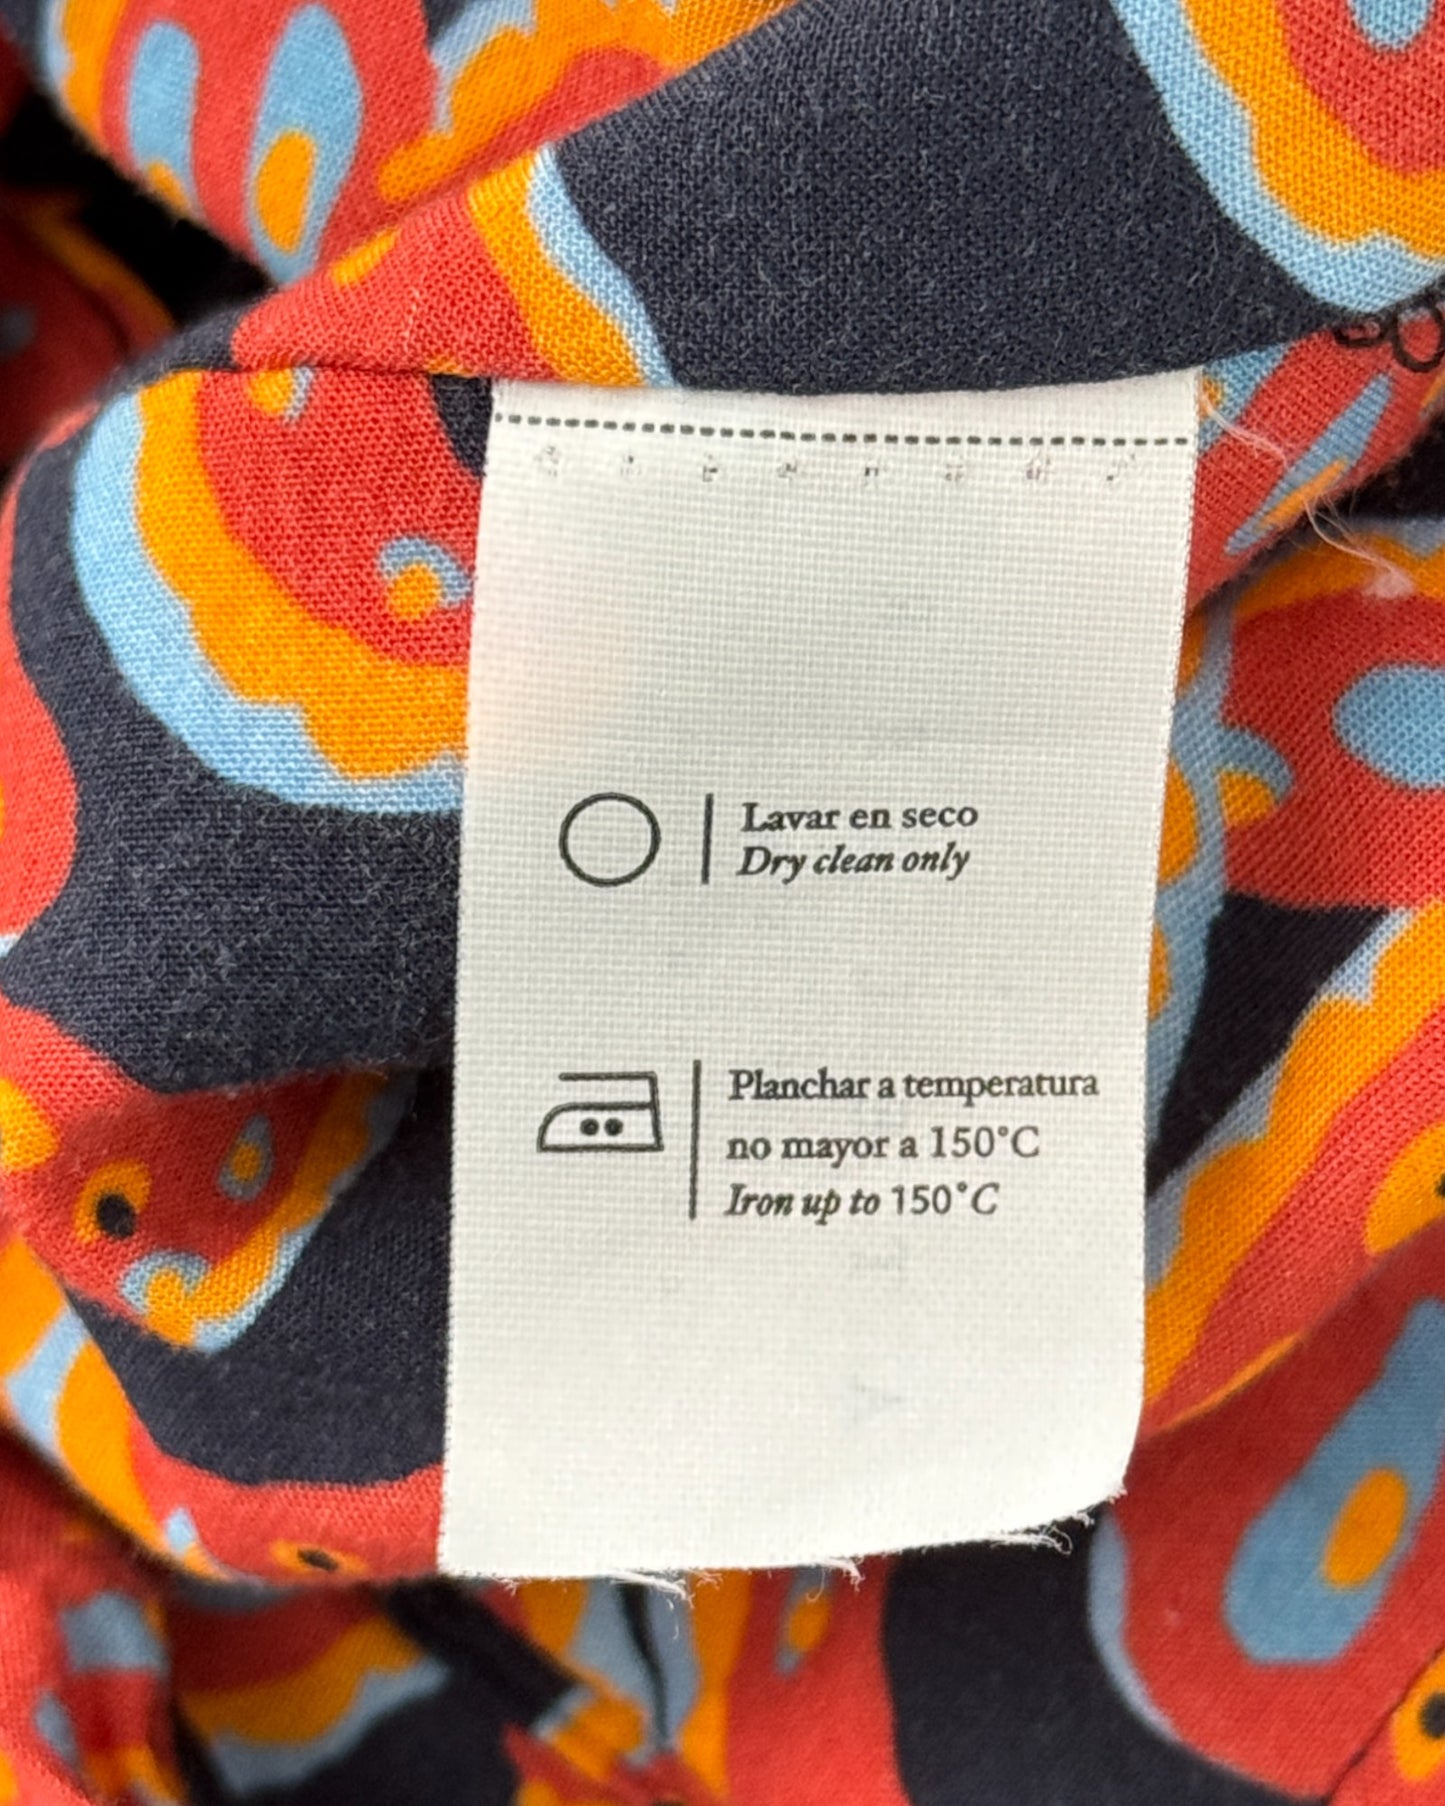 Lavar en seco
Dry clean only
Planchar a temperatura
no mayor a 150°C
Iron up to 150°C